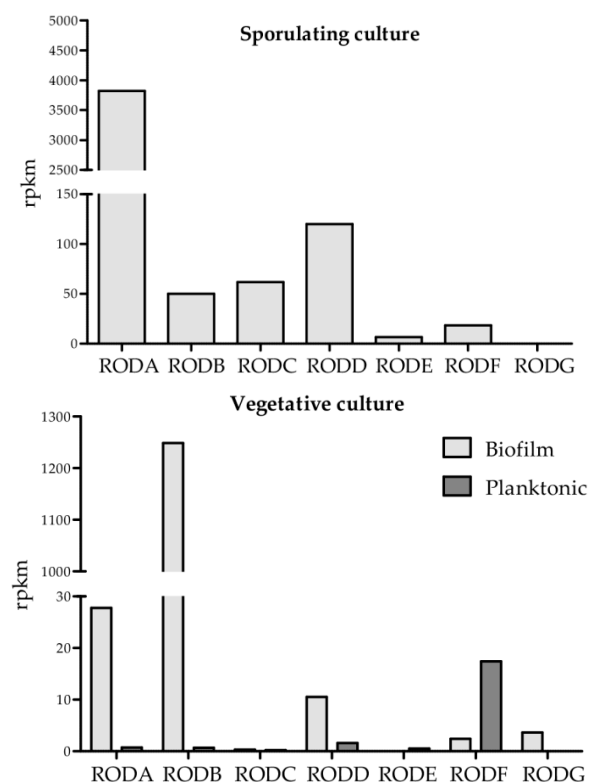 Sporulating culture
5000
4500
4000
3500
3000
2500
150
100
50
0
rpkm
RODA RODB RODC RODD RODE RODF RODG
Vegetative culture
1300
1200
1100
1000
30
20
10
0
rpkm
Biofilm
Planktonic
RODA RODB RODC RODD RODE RODF RODG